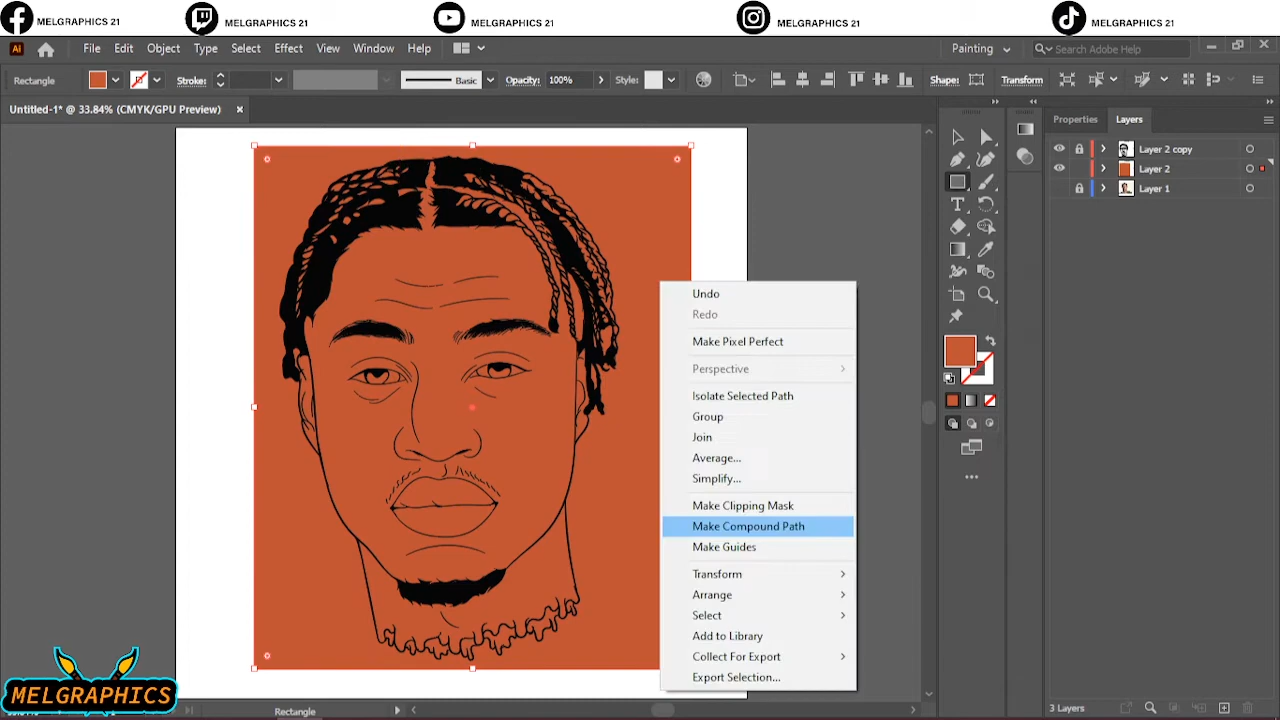 MELGRAPHICS 21
MELGRAPHICS 21
MELGRAPHICS 21
MELGRAPHICS 21
MELGRAPHICS 21
Ai File Edit Object Type Select Effect View Window Help Painting Search Adobe Help
Rectangle Stroke: Basic Opacity: 100% Style: Shape: Transform
Untitled-1* @ 33.84% (CMYK/GPU Preview) ×
Properties Layers
Layer 2 copy
Layer 2
Layer 1
Undo
Redo
Make Pixel Perfect
Perspective
Isolate Selected Path
Group
Join
Average...
Simplify...
Make Clipping Mask
Make Compound Path
Make Guides
Transform
Arrange
Select
Add to Library
Collect For Export
Export Selection...
MELGRAPHICS
Rectangle
3 Layers